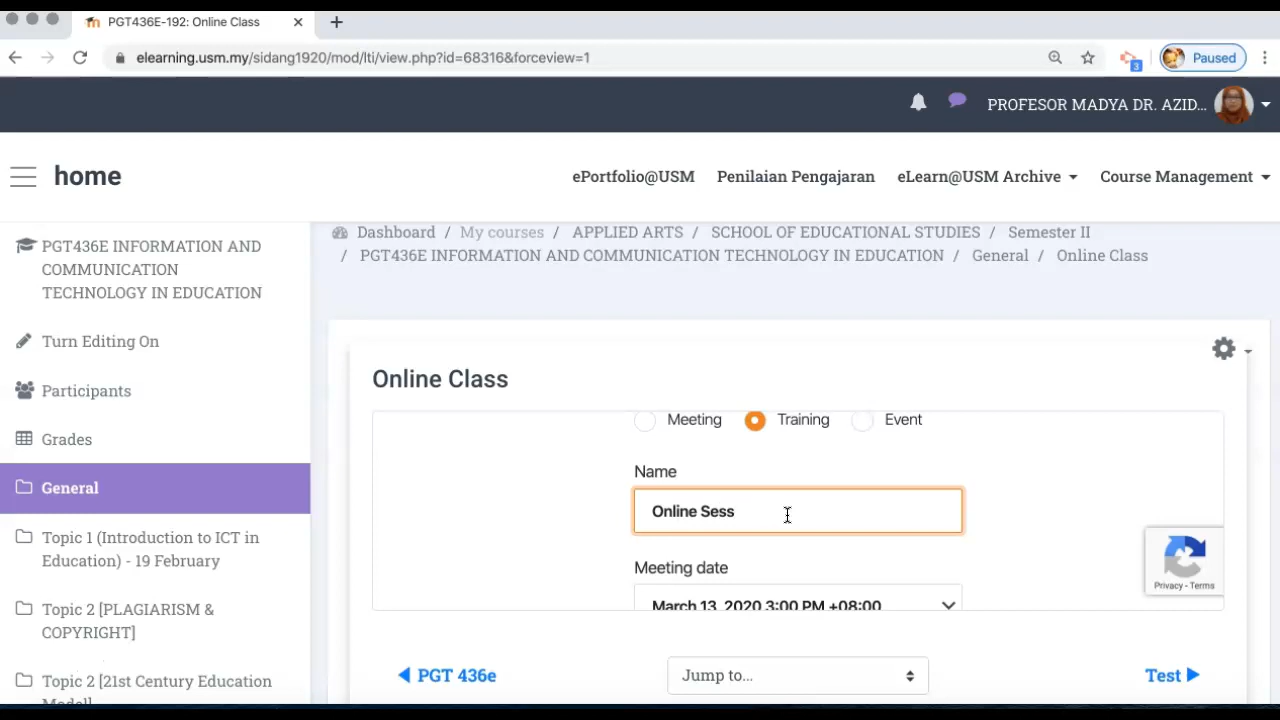 PGT436E-192: Online Class
elearning.usm.my/sidang1920/mod/lti/view.php?id=68316&forceview=1
3
Paused
PROFESOR MADYA DR. AZID...
home
ePortfolio@USM
Penilaian Pengajaran
eLearn@USM Archive
Course Management
PGT436E INFORMATION AND
COMMUNICATION
TECHNOLOGY IN EDUCATION
Turn Editing On
Participants
Grades
General
Topic 1 (Introduction to ICT in
Education) - 19 February
Topic 2 [PLAGIARISM &
COPYRIGHT]
Topic 2 [21st Century Education
Model]
Dashboard / My courses / APPLIED ARTS / SCHOOL OF EDUCATIONAL STUDIES / Semester II
/ PGT436E INFORMATION AND COMMUNICATION TECHNOLOGY IN EDUCATION / General / Online Class
Online Class
Meeting
Training
Event
Name
Online Sess
Meeting date
March 13, 2020 3:00 PM +08:00
Privacy - Terms
PGT 436e
Jump to...
Test